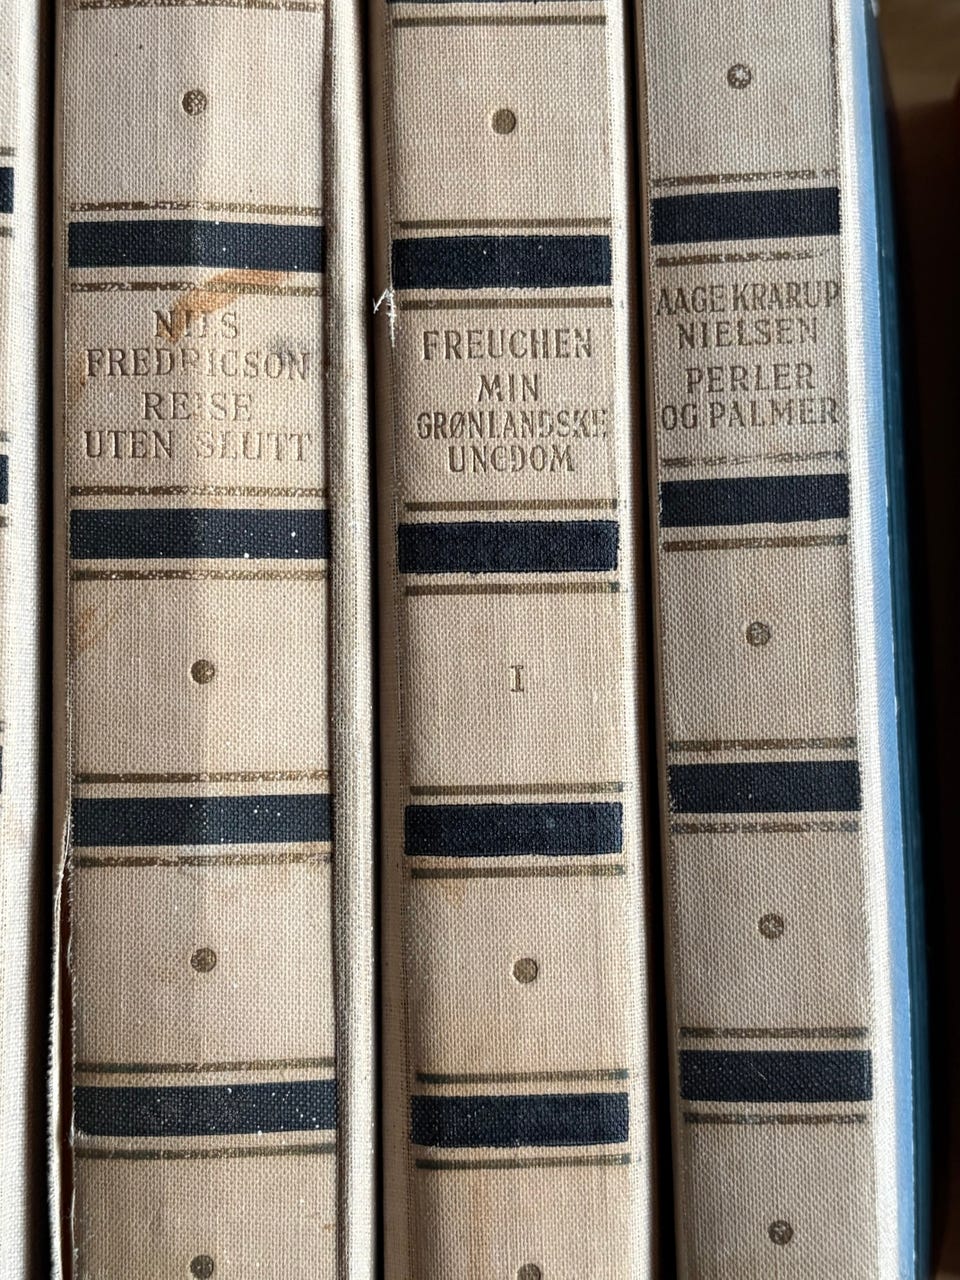 NILS
FREDRICSON
REISE
UTEN SLUTT
FREUCHEN
MIN
GRØNLANDSKE
UNGDOM
I
AAGE KRARUP
NIELSEN
PERLER
OG PALMER